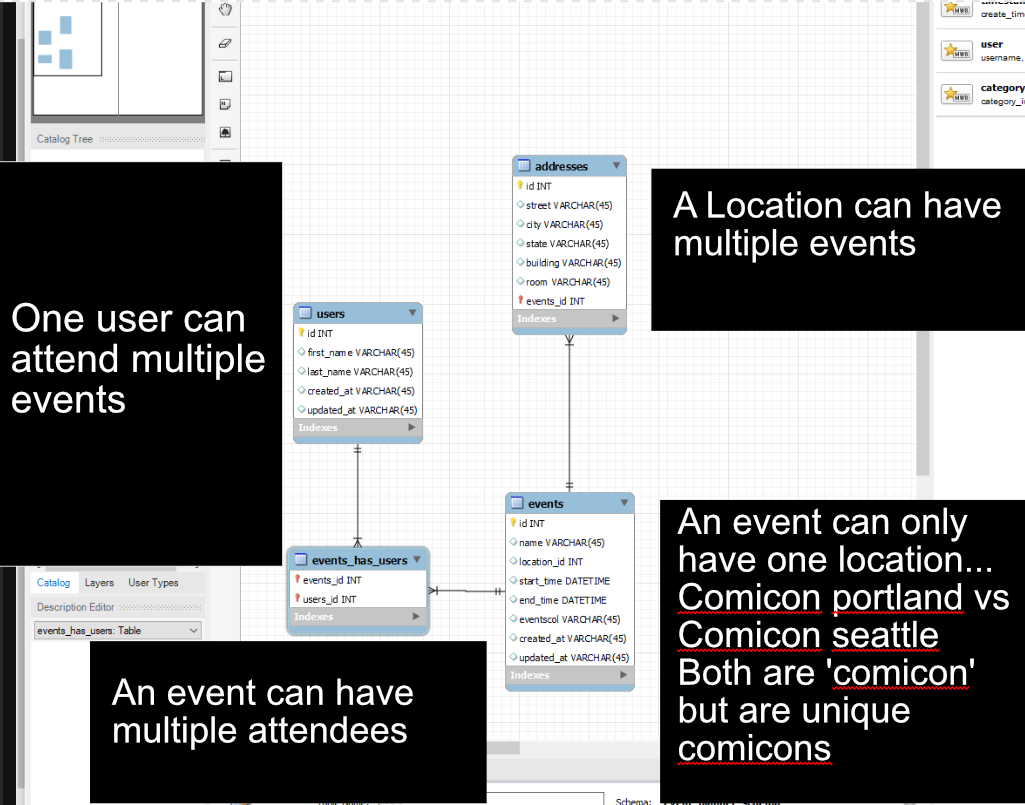 create_tim
user
username,
category
category_i
Catalog Tree
addresses
id INT
street VARCHAR(45)
city VARCHAR(45)
state VARCHAR(45)
building VARCHAR(45)
room VARCHAR(45)
events_id INT
Indexes
A Location can have
multiple events
One user can
attend multiple
events
users
id INT
first_name VARCHAR(45)
last_name VARCHAR(45)
created_at VARCHAR(45)
updated_at VARCHAR(45)
Indexes
events
id INT
name VARCHAR(45)
location_id INT
start_time DATETIME
end_time DATETIME
eventscol VARCHAR(45)
created_at VARCHAR(45)
updated_at VARCHAR(45)
Indexes
An event can only
have one location...
Comicon portland vs
Comicon seattle
Both are 'comicon'
but are unique
comicons
events_has_users
events_id INT
users_id INT
Indexes
Catalog Layers User Types
Description Editor
events_has_users: Table
An event can have
multiple attendees
Schema: